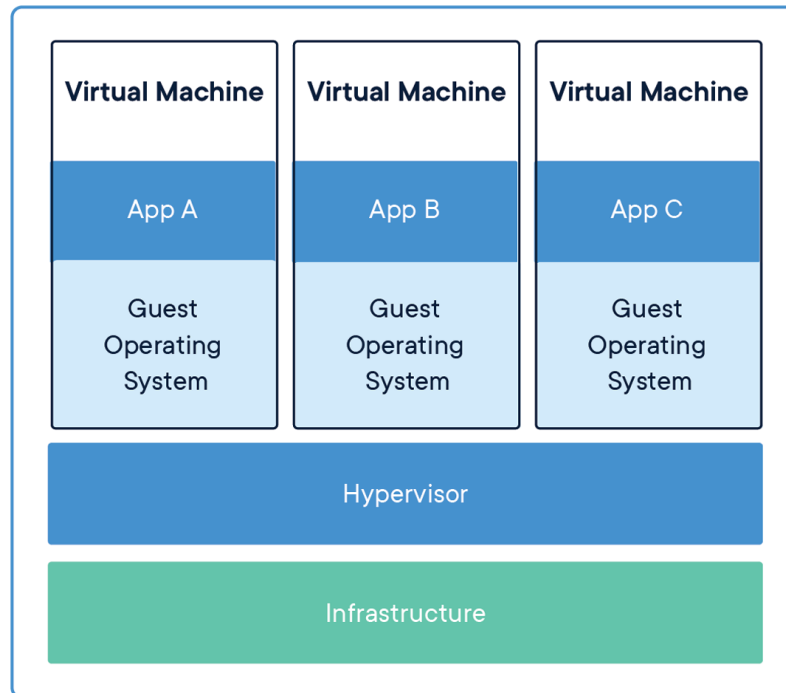 Virtual Machine
App A
Guest
Operating
System
Virtual Machine
App B
Guest
Operating
System
Virtual Machine
App C
Guest
Operating
System
Hypervisor
Infrastructure